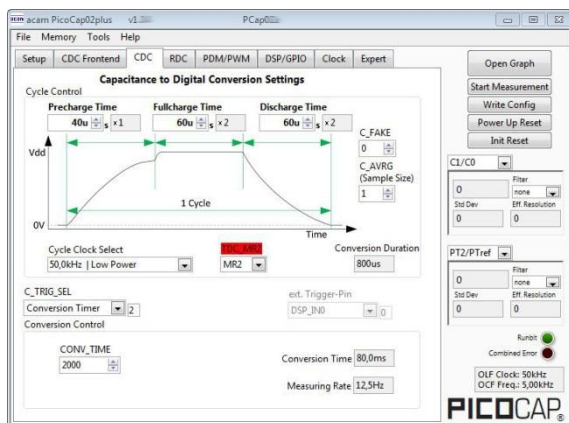 acam PicoCap02plus v1. PCap0
File Memory Tools Help
Setup CDC Frontend CDC RDC PDM/PWM DSP/GPIO Clock Expert
Capacitance to Digital Conversion Settings
Cycle Control
Precharge Time Fullcharge Time Discharge Time
40u s x1 60u s x2 60u s x2
C_FAKE
0
Vdd
C_AVRG
(Sample Size)
1
1 Cycle
0V
Time
Cycle Clock Select TDC_MR2 Conversion Duration
50,0kHz | Low Power MR2 800us
C_TRIG_SEL ext. Trigger-Pin
Conversion Timer 2 DSP_IN0 0
Conversion Control
CONV_TIME
2000
Conversion Time 80,0ms
Measuring Rate 12,5Hz
Open Graph
Start Measurement
Write Config
Power Up Reset
Init Reset
C1/C0
Filter
0 none
Std Dev Eff. Resolution
0 0
PT2/PTref
Filter
0 none
Std Dev Eff. Resolution
0 0
Runbit
Combined Error
OLF Clock: 50kHz
OCF Freq.: 5,00kHz
PICOCAP®